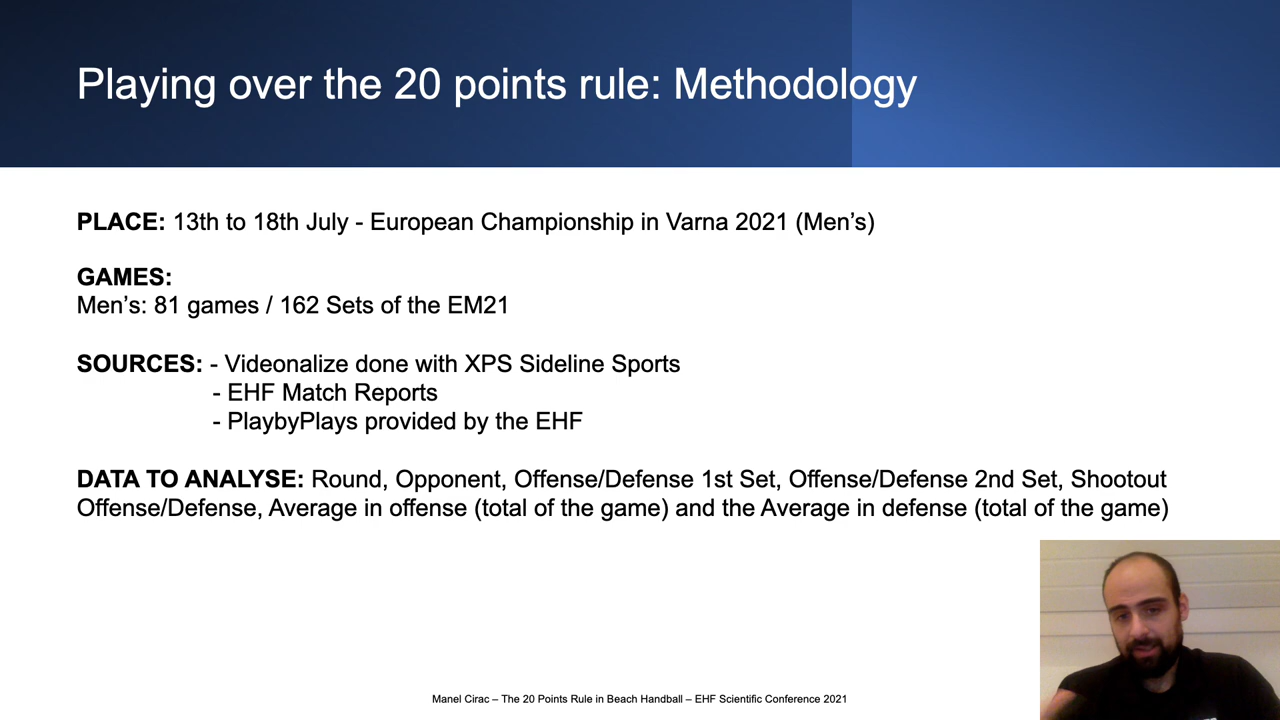 Playing over the 20 points rule: Methodology
PLACE: 13th to 18th July - European Championship in Varna 2021 (Men’s)
GAMES:
Men’s: 81 games / 162 Sets of the EM21
SOURCES: - Videonalize done with XPS Sideline Sports
- EHF Match Reports
- PlaybyPlays provided by the EHF
DATA TO ANALYSE: Round, Opponent, Offense/Defense 1st Set, Offense/Defense 2nd Set, Shootout
Offense/Defense, Average in offense (total of the game) and the Average in defense (total of the game)
Manel Cirac – The 20 Points Rule in Beach Handball – EHF Scientific Conference 2021